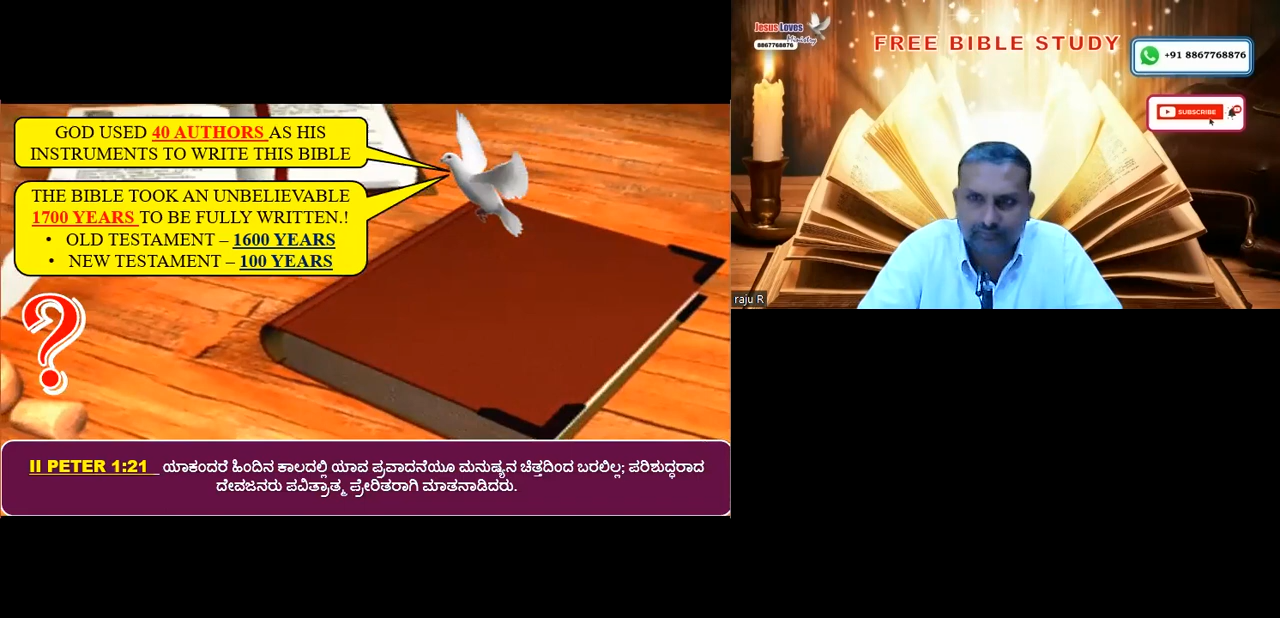 GOD USED 40 AUTHORS AS HIS
INSTRUMENTS TO WRITE THIS BIBLE
THE BIBLE TOOK AN UNBELIEVABLE
1700 YEARS TO BE FULLY WRITTEN.!
• OLD TESTAMENT – 1600 YEARS
• NEW TESTAMENT – 100 YEARS
?
II PETER 1:21 ಯಾಕಂದರೆ ಹಿಂದಿನ ಕಾಲದಲ್ಲಿ ಯಾವ ಪ್ರವಾದನೆಯೂ ಮನುಷ್ಯನ ಚಿತ್ತದಿಂದ ಬರಲಿಲ್ಲ; ಪರಿಶುದ್ಧರಾದ
ದೇವಜನರು ಪವಿತ್ರಾತ್ಮ ಪ್ರೇರಿತರಾಗಿ ಮಾತನಾಡಿದರು.
Jesus Loves
Ministry
8867768876
FREE BIBLE STUDY
+91 8867768876
SUBSCRIBE
raju R